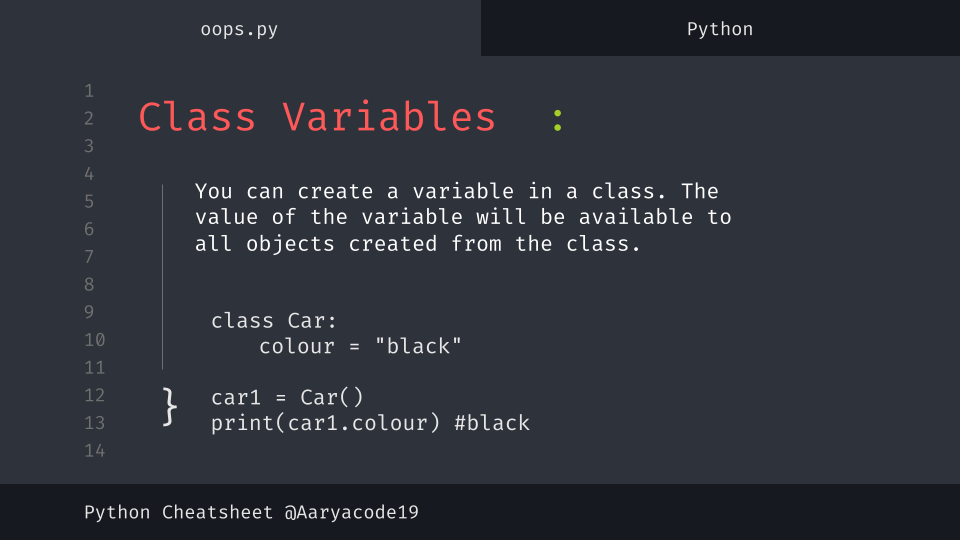 oops.py
Python
1
2
3
4
5
6
7
8
9
10
11
12
13
14
Class Variables :
You can create a variable in a class. The
value of the variable will be available to
all objects created from the class.
class Car:
    colour = "black"
}
car1 = Car()
print(car1.colour) #black
Python Cheatsheet @Aaryacode19